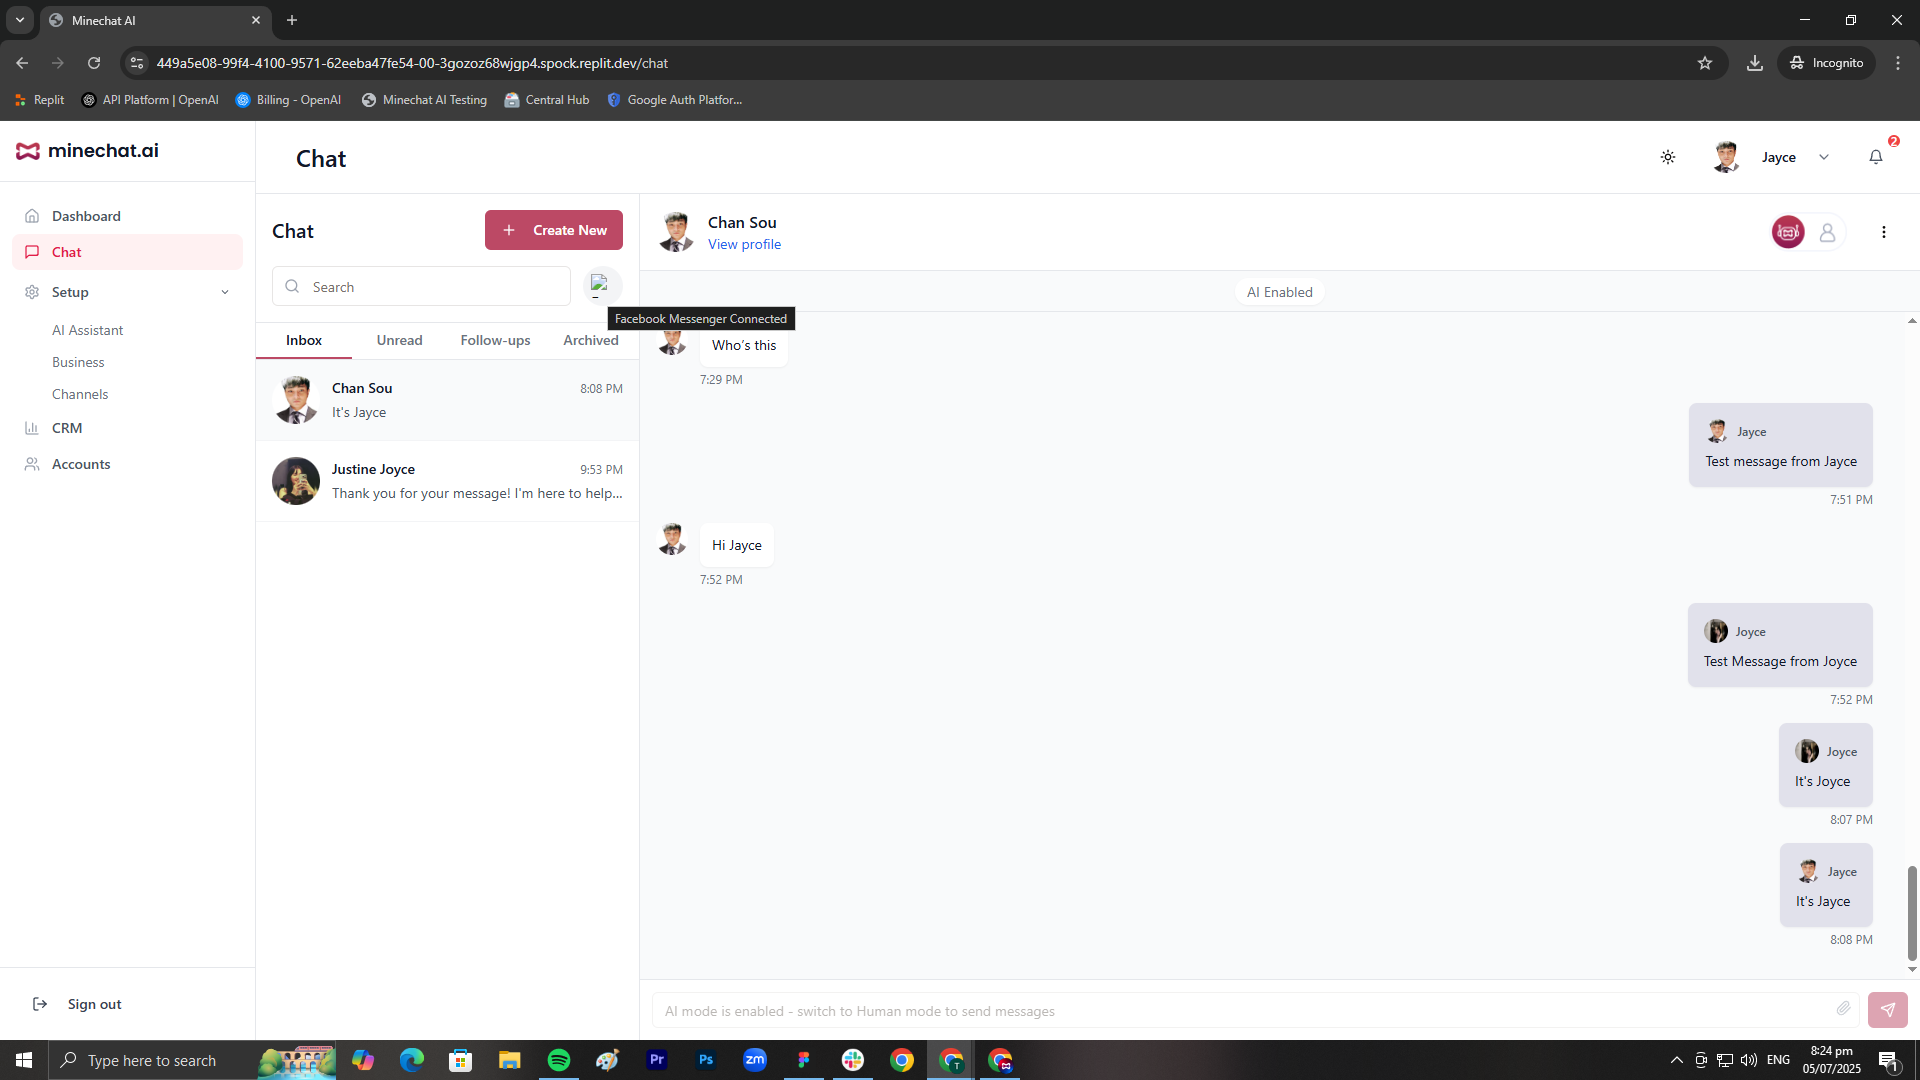 Minechat AI
449a5e08-99f4-4100-9571-62eeba47fe54-00-3gozoz68wjgp4.spock.replit.dev/chat
Incognito
Replit
API Platform | OpenAI
Billing - OpenAI
Minechat AI Testing
Central Hub
Google Auth Platfor...
minechat.ai
Chat
Jayce
2
Dashboard
Chat
Setup
AI Assistant
Business
Channels
CRM
Accounts
Sign out
Chat
+ Create New
Search
Facebook Messenger Connected
Inbox
Unread
Follow-ups
Archived
Chan Sou
8:08 PM
It's Jayce
Justine Joyce
9:53 PM
Thank you for your message! I'm here to help...
Chan Sou
View profile
AI Enabled
Who's this
7:29 PM
Jayce
Test message from Jayce
7:51 PM
Hi Jayce
7:52 PM
Joyce
Test Message from Joyce
7:52 PM
Joyce
It's Joyce
8:07 PM
Jayce
It's Jayce
8:08 PM
AI mode is enabled - switch to Human mode to send messages
Type here to search
Pr
Ps
zm
T
ENG
8:24 pm
05/07/2025
1